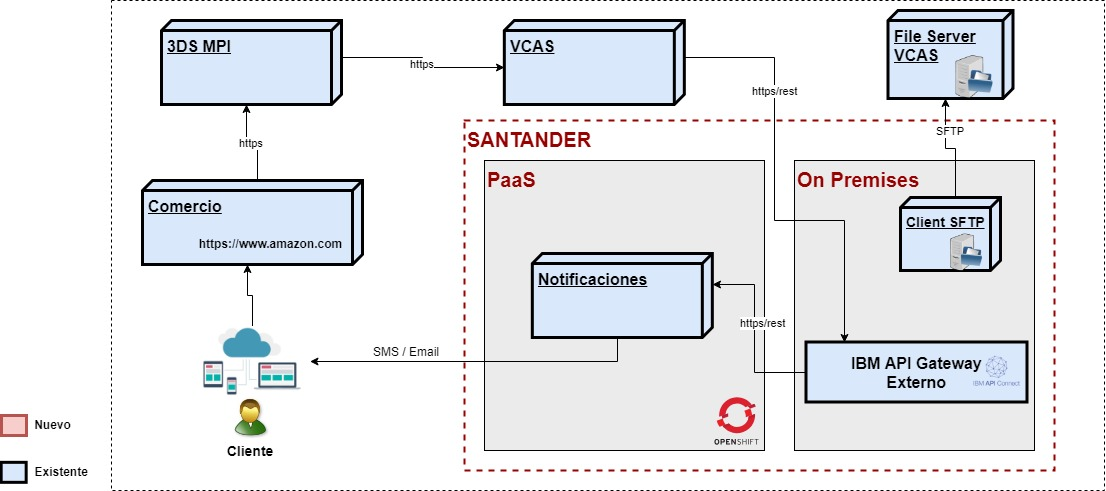 3DS MPI
VCAS
File Server
VCAS
https
https/rest
SFTP
https
SANTANDER
PaaS
On Premises
Comercio
https://www.amazon.com
Client SFTP
Notificaciones
https/rest
SMS / Email
IBM API Gateway
Externo
IBM API Connect
OPENSHIFT
Cliente
Nuevo
Existente